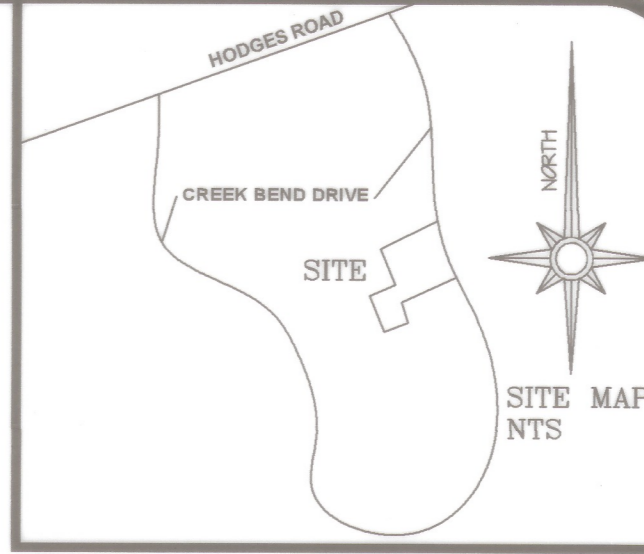 HODGES ROAD
NORTH
CREEK BEND DRIVE
SITE
SITE MAP
NTS